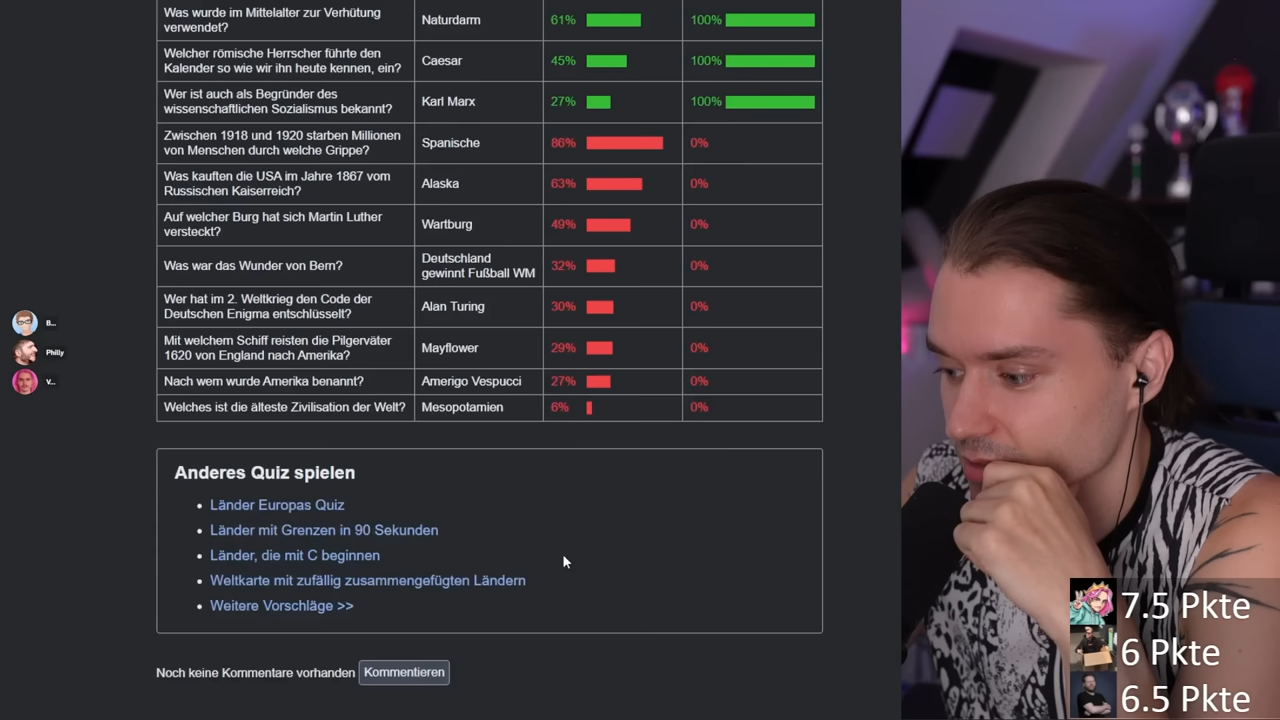 Was wurde im Mittelalter zur Verhütung
verwendet?
Naturdarm
61%
100%
Welcher römische Herrscher führte den
Kalender so wie wir ihn heute kennen, ein?
Caesar
45%
100%
Wer ist auch als Begründer des
wissenschaftlichen Sozialismus bekannt?
Karl Marx
27%
100%
Zwischen 1918 und 1920 starben Millionen
von Menschen durch welche Grippe?
Spanische
86%
0%
Was kauften die USA im Jahre 1867 vom
Russischen Kaiserreich?
Alaska
63%
0%
Auf welcher Burg hat sich Martin Luther
versteckt?
Wartburg
49%
0%
Was war das Wunder von Bern?
Deutschland
gewinnt Fußball WM
32%
0%
Wer hat im 2. Weltkrieg den Code der
Deutschen Enigma entschlüsselt?
Alan Turing
30%
0%
Mit welchem Schiff reisten die Pilgerväter
1620 von England nach Amerika?
Mayflower
29%
0%
Nach wem wurde Amerika benannt?
Amerigo Vespucci
27%
0%
Welches ist die älteste Zivilisation der Welt?
Mesopotamien
6%
0%
B...
Philly
V...
Anderes Quiz spielen
Länder Europas Quiz
Länder mit Grenzen in 90 Sekunden
Länder, die mit C beginnen
Weltkarte mit zufällig zusammengefügten Ländern
Weitere Vorschläge >>
Noch keine Kommentare vorhanden
Kommentieren
7.5 Pkte
6 Pkte
6.5 Pkte